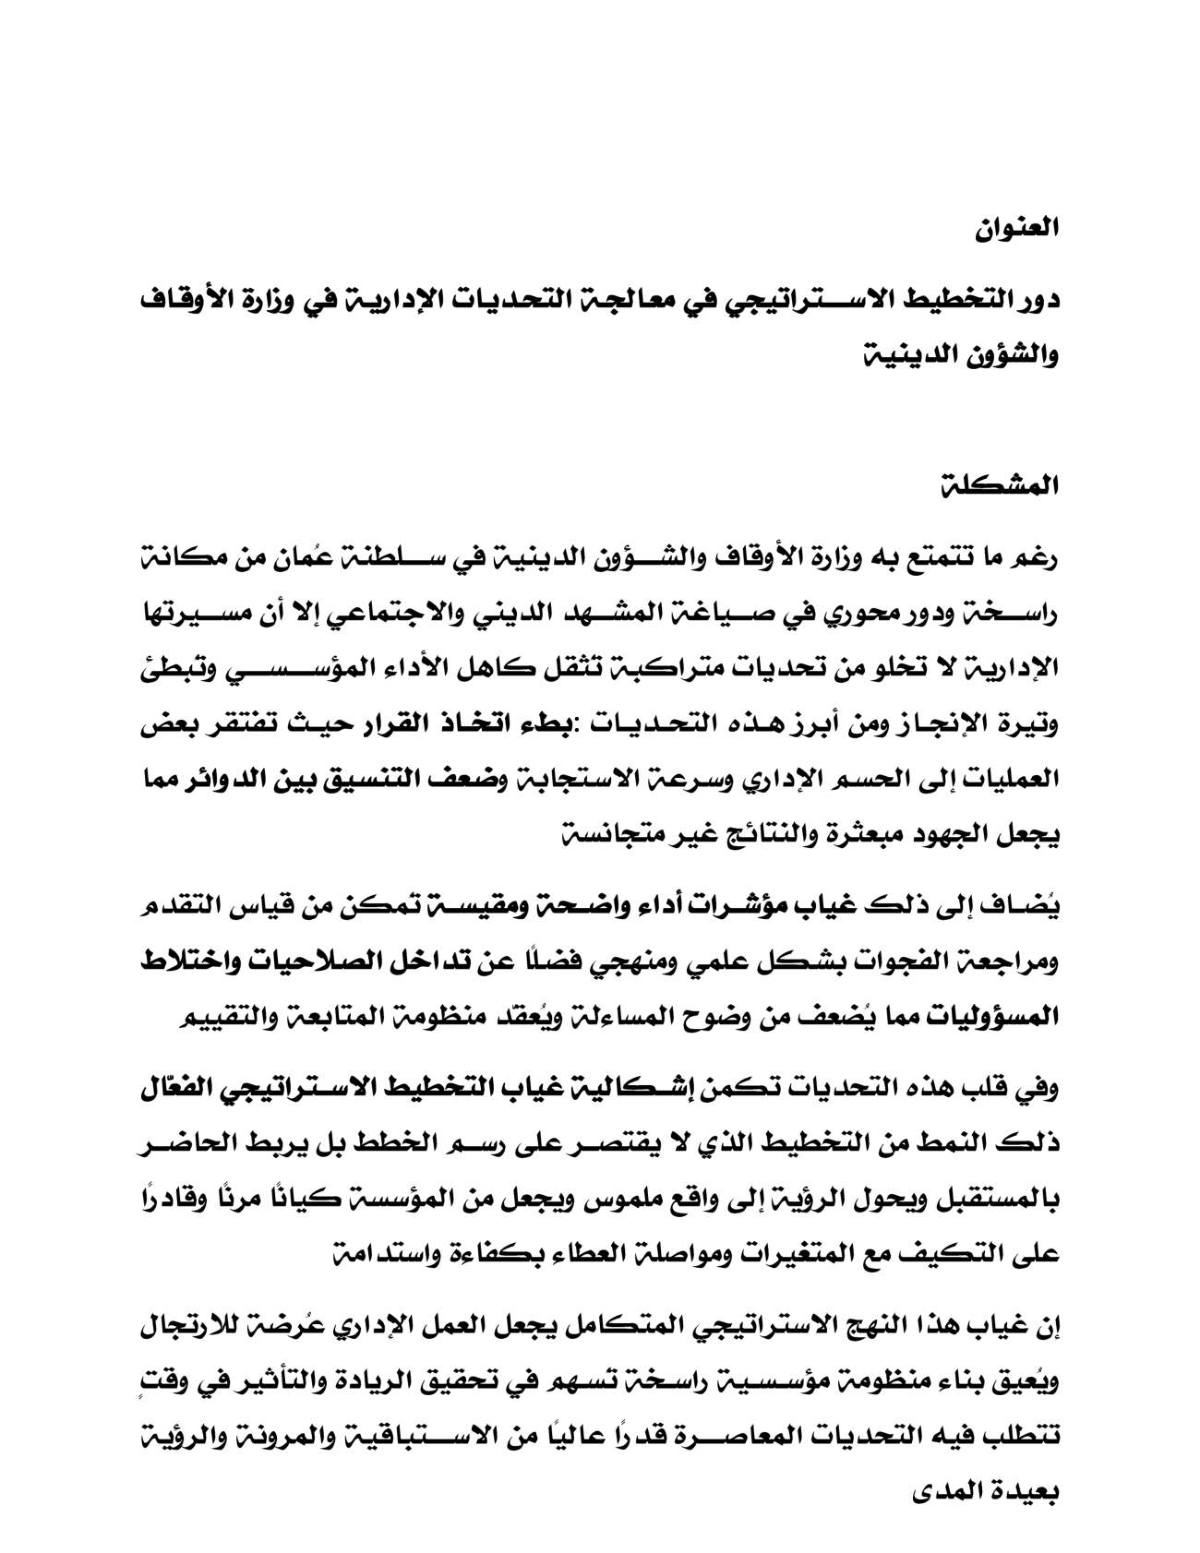 العنوان
دور التخطيط الاستراتيجي في معالجة التحديات الإدارية في وزارة الأوقاف
والشؤون الدينية
المشكلة
رغم ما تتمتع به وزارة الأوقاف والشؤون الدينية في سلطنة عُمان من مكانة
راسخة ودور محوري في صياغة المشهد الديني والاجتماعي إلا أن مسيرتها
الإدارية لا تخلو من تحديات متراكبة تثقل كاهل الأداء المؤسسي وتبطئ
وتيرة الإنجاز ومن أبرز هذه التحديات :بطء اتخاذ القرار حيث تفتقر بعض
العمليات إلى الحسم الإداري وسرعة الاستجابة وضعف التنسيق بين الدوائر مما
يجعل الجهود مبعثرة والنتائج غير متجانسة
يُضاف إلى ذلك غياب مؤشرات أداء واضحة ومقيسة تمكن من قياس التقدم
ومراجعة الفجوات بشكل علمي ومنهجي فضلًا عن تداخل الصلاحيات واختلاط
المسؤوليات مما يُضعف من وضوح المساءلة ويُعقّد منظومة المتابعة والتقييم
وفي قلب هذه التحديات تكمن إشكالية غياب التخطيط الاستراتيجي الفعّال
ذلك النمط من التخطيط الذي لا يقتصر على رسم الخطط بل يربط الحاضر
بالمستقبل ويحول الرؤية إلى واقع ملموس ويجعل من المؤسسة كيانًا مرنًا وقادرًا
على التكيف مع المتغيرات ومواصلة العطاء بكفاءة واستدامة
إن غياب هذا النهج الاستراتيجي المتكامل يجعل العمل الإداري عُرضة للارتجال
ويُعيق بناء منظومة مؤسسية راسخة تسهم في تحقيق الريادة والتأثير في وقتٍ
تتطلب فيه التحديات المعاصرة قدرًا عاليًا من الاستباقية والمرونة والرؤية
بعيدة المدى